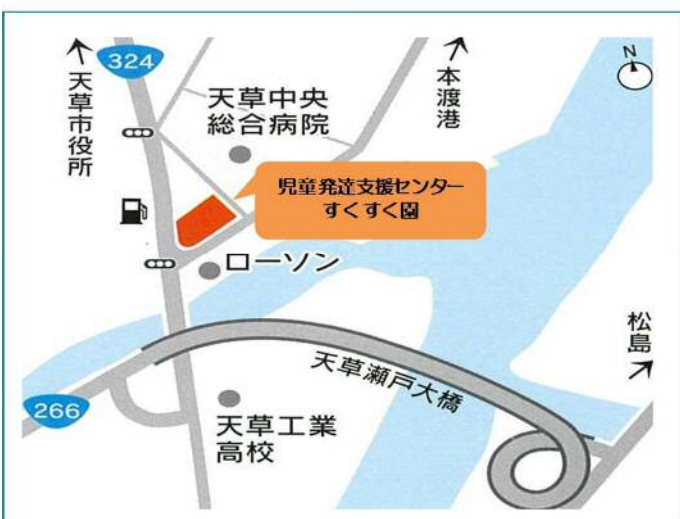 324
天草市役所
天草中央
総合病院
本渡港
N
児童発達支援センター
すくすく園
ローソン
松島
天草瀬戸大橋
266
天草工業
高校